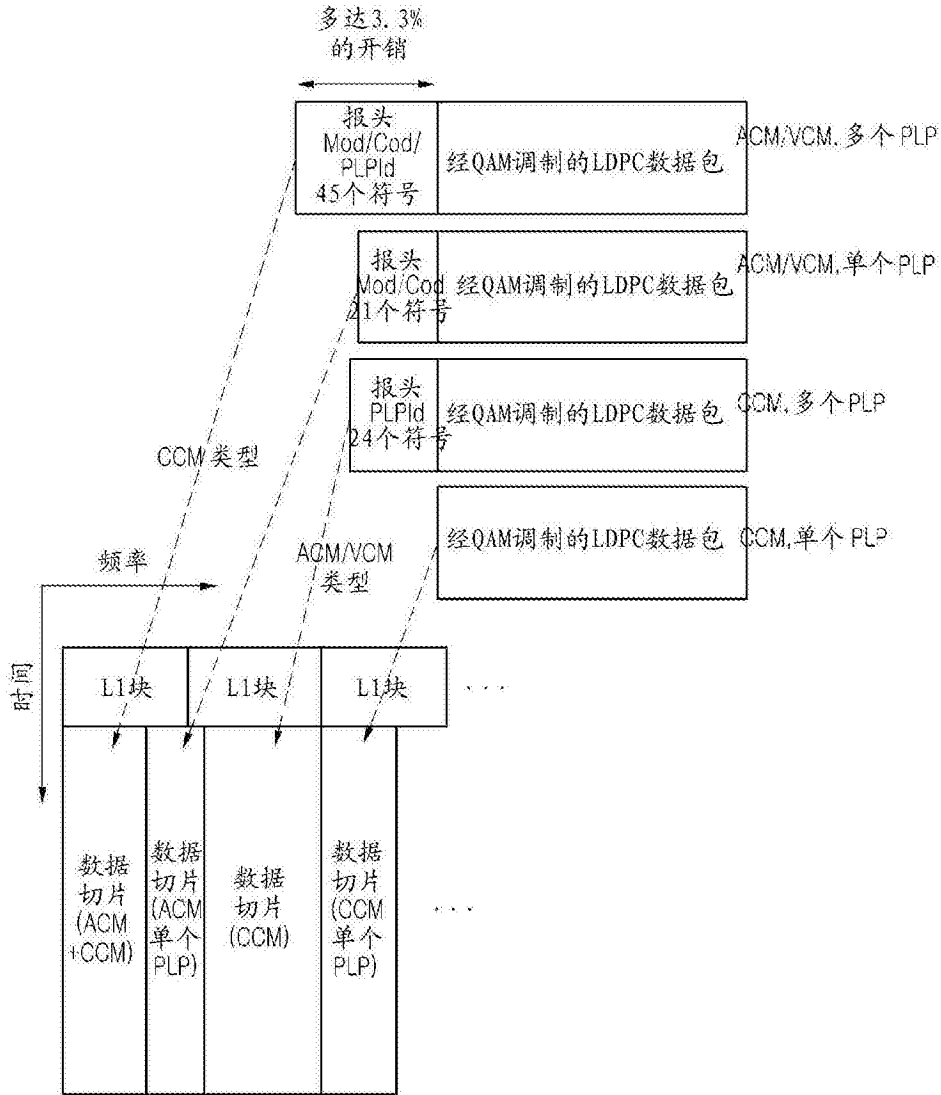 多达3.3%
的开销
报头
Mod/Cod/
PLPId
45个符号
经QAM调制的LDPC数据包
ACM/VCM,多个PLP
报头
Mod/Cod
21个符号
经QAM调制的LDPC数据包
ACM/VCM,单个PLP
报头
PLPId
24个符号
经QAM调制的LDPC数据包
CCM,多个PLP
CCM类型
经QAM调制的LDPC数据包
CCM,单个PLP
ACM/VCM
类型
频率
时间
L1块
L1块
L1块
...
数据
切片
(ACM
+CCM)
数据
切片
(ACM
单个
PLP)
数据
切片
(CCM)
数据
切片
(CCM
单个
PLP)
...